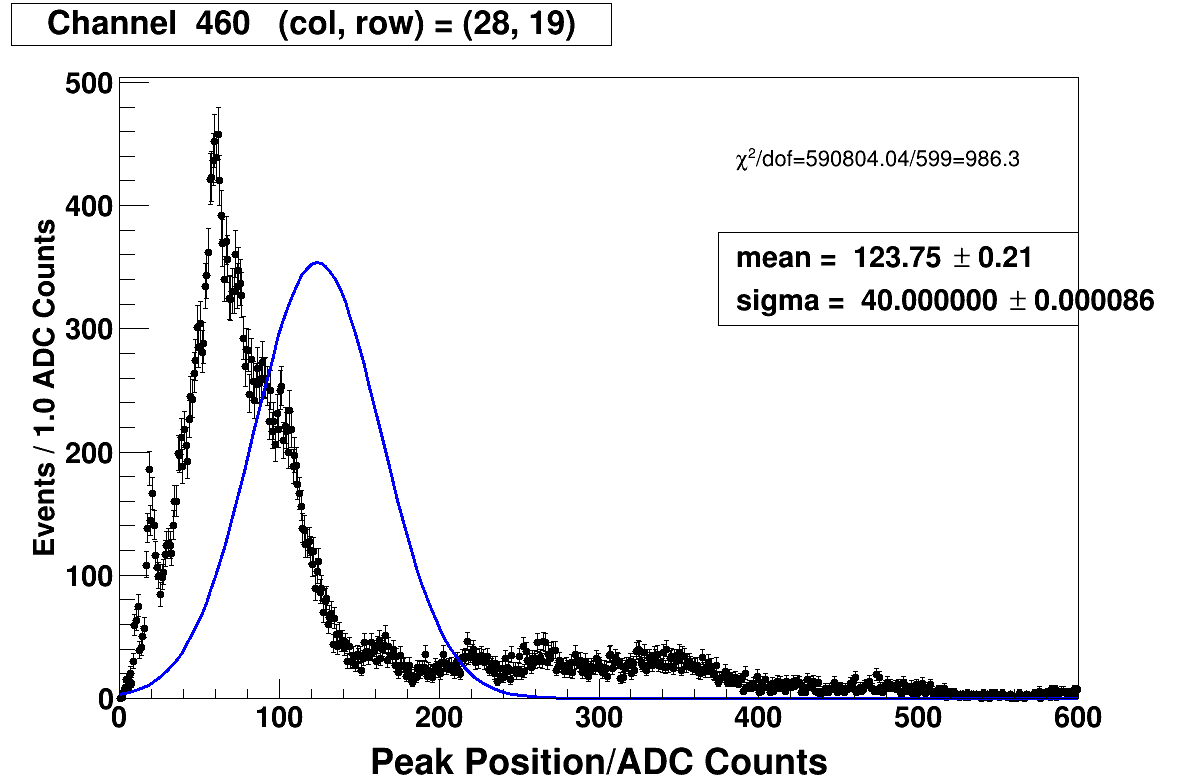 Channel 460 (col, row) = (28, 19)
500
400
300
200
100
0
Events / 1.0 ADC Counts
χ²/dof=590804.04/599=986.3
mean = 123.75 ± 0.21
sigma = 40.000000 ± 0.000086
0 100 200 300 400 500 600
Peak Position/ADC Counts